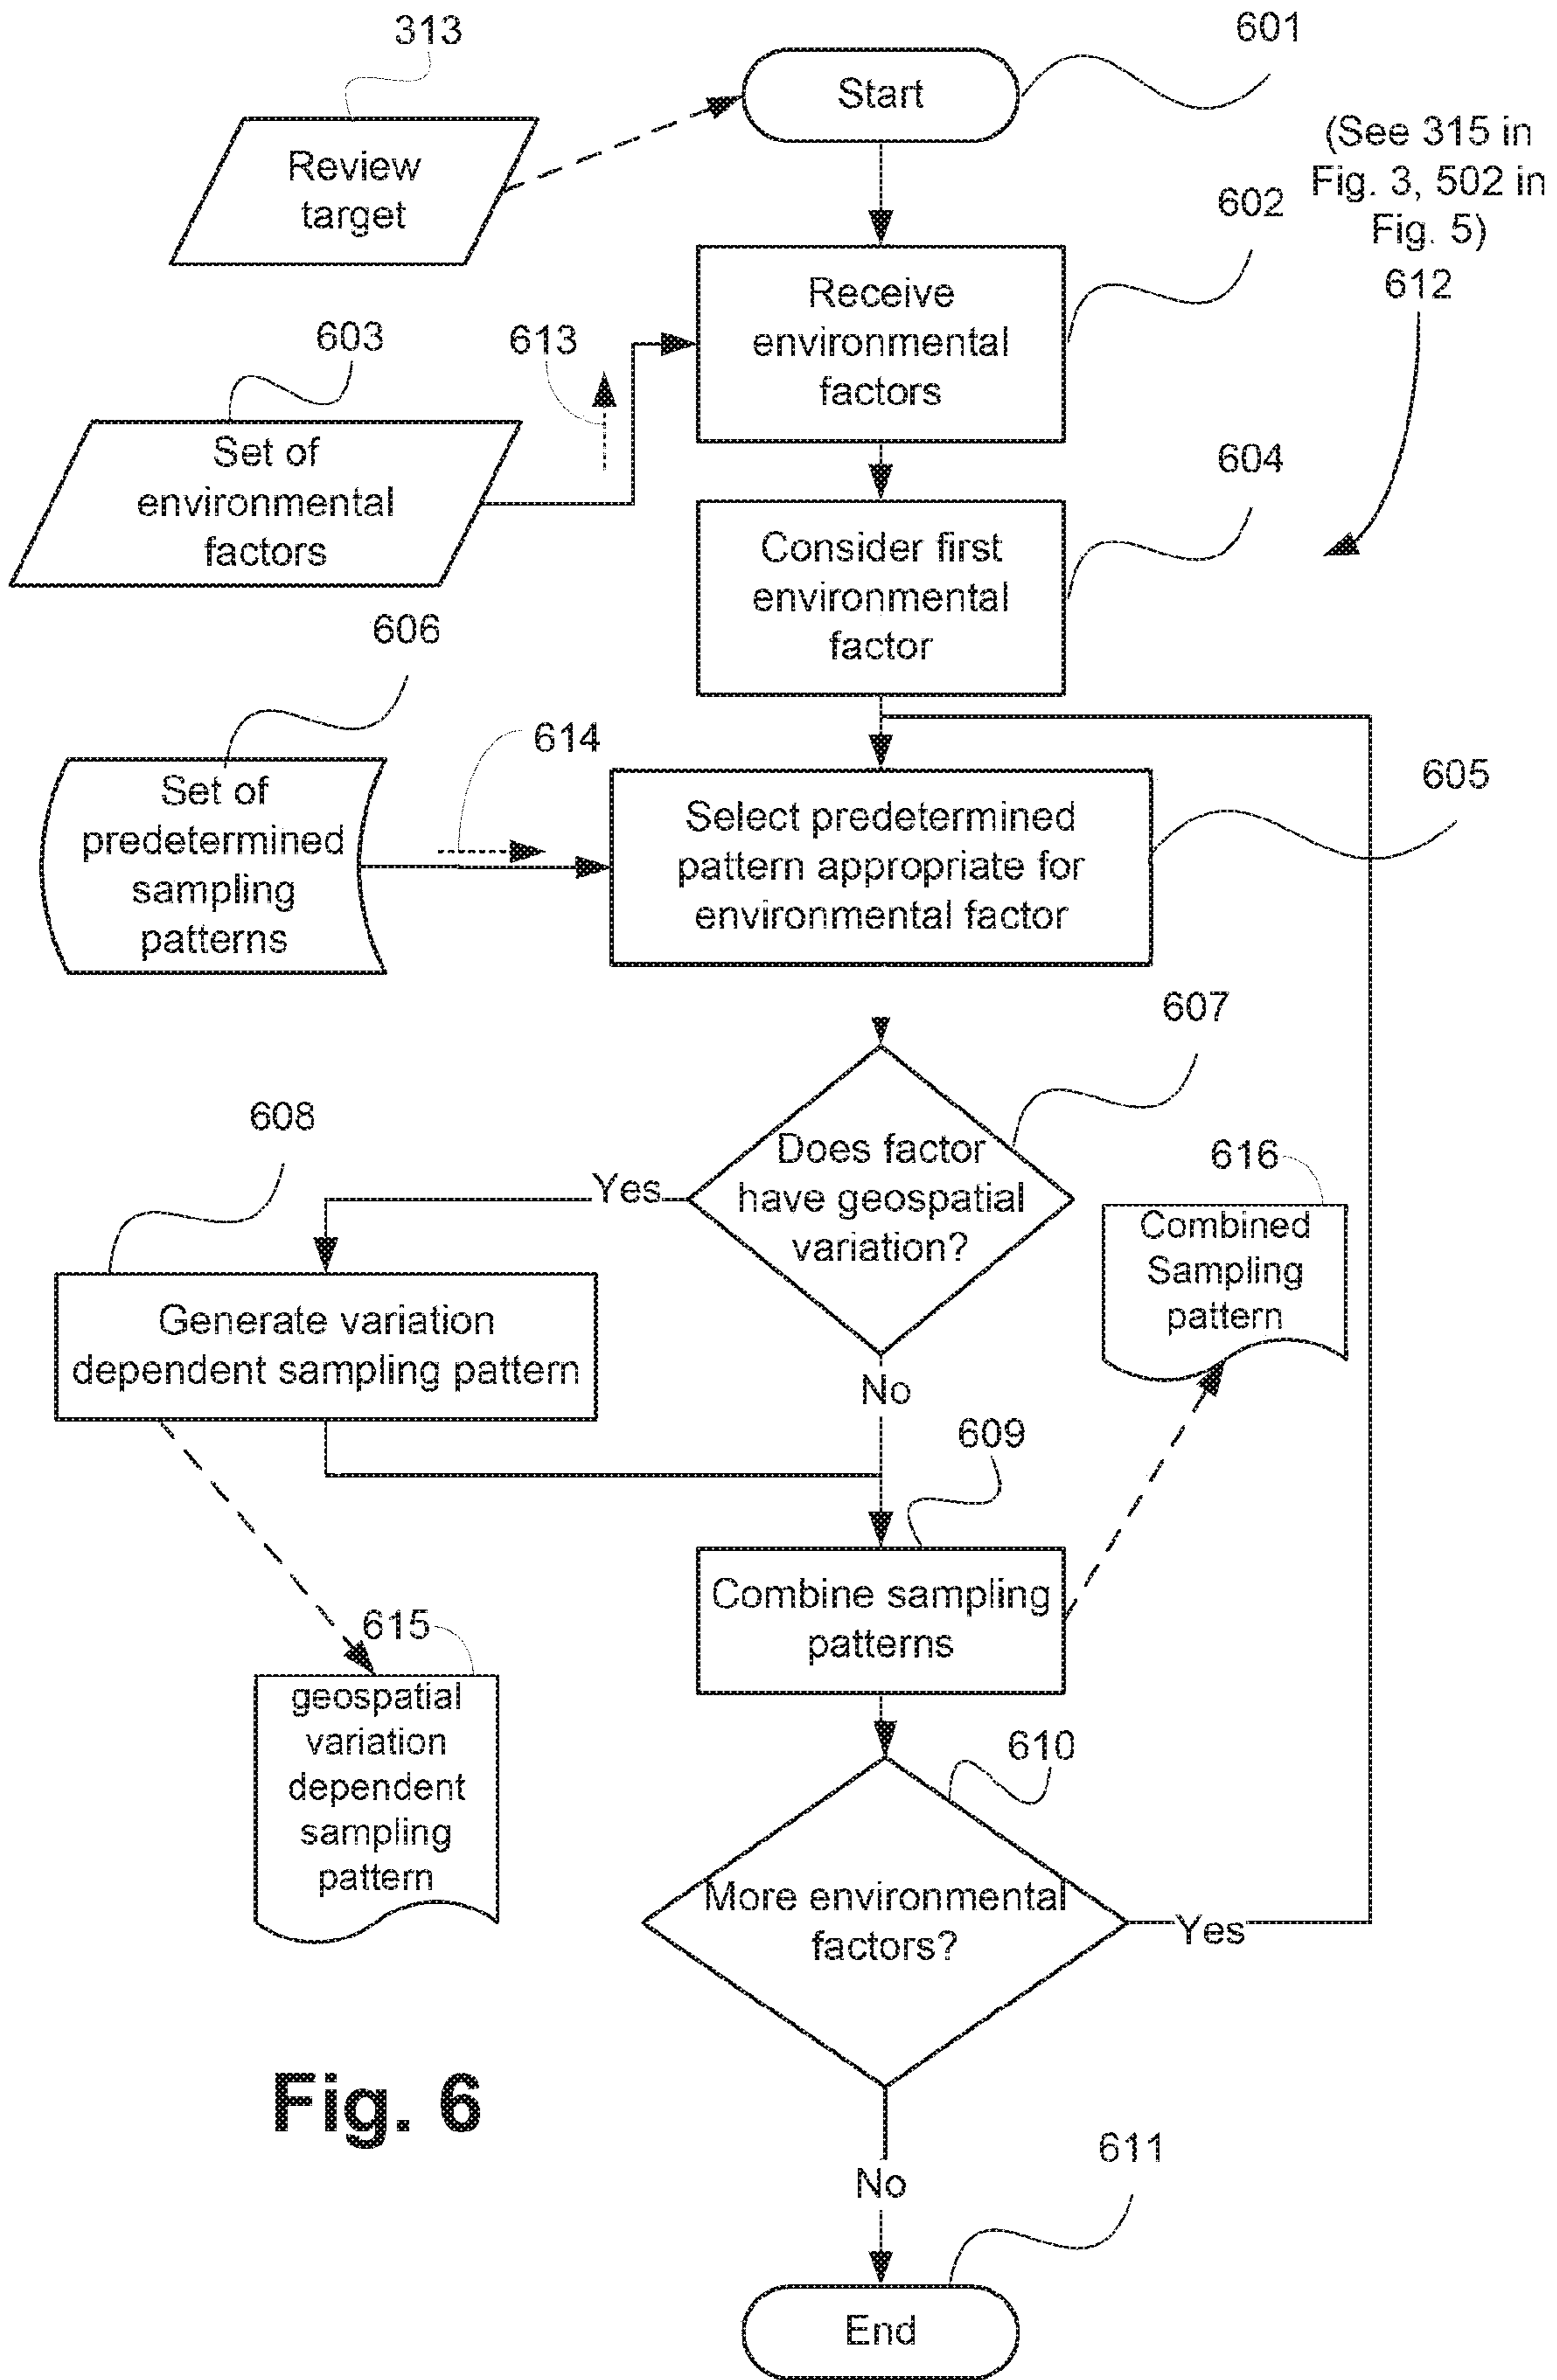 313
601
Start
Review
target
(See 315 in
Fig. 3, 502 in
Fig. 5)
612
602
Receive
environmental
factors
603
613
Set of
environmental
factors
604
Consider first
environmental
factor
606
614
Set of
predetermined
sampling
patterns
605
Select predetermined
pattern appropriate for
environmental factor
607
Does factor
have geospatial
variation?
Yes
608
616
Combined
Sampling
pattern
Generate variation
dependent sampling pattern
No
609
Combine sampling
patterns
615
geospatial
variation
dependent
sampling
pattern
610
More environmental
factors?
Yes
Fig. 6
No
611
End